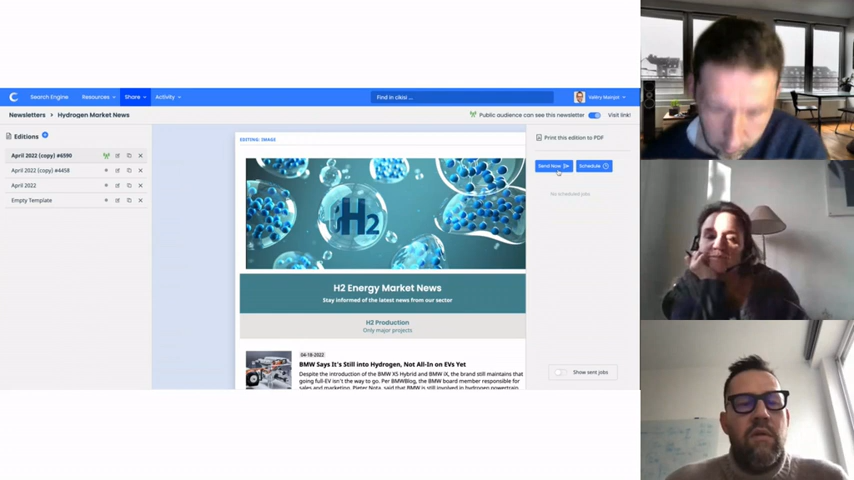 Search Engine
Resources
Share
Activity
Find in cikisi ...
Valéry Mainjot
Newsletters > Hydrogen Market News
Public audience can see this newsletter
Visit link!
Editions
April 2022 (copy) #6590
April 2022 (copy) #4458
April 2022
Empty Template
EDITING: IMAGE
Print this edition to PDF
Send Now
Schedule
No scheduled jobs
H2
H2 Energy Market News
Stay informed of the latest news from our sector
H2 Production
Only major projects
04-18-2022
BMW Says It's Still into Hydrogen, Not All-In on EVs Yet
Despite the introduction of the BMW X5 Hybrid and BMW iX, the brand still maintains that
going full-EV isn't the way to go. Per BMWBlog, the BMW board member responsible for
sales and marketing, Pieter Nota, said that BMW is still involved in hydrogen powertrain
Show sent jobs